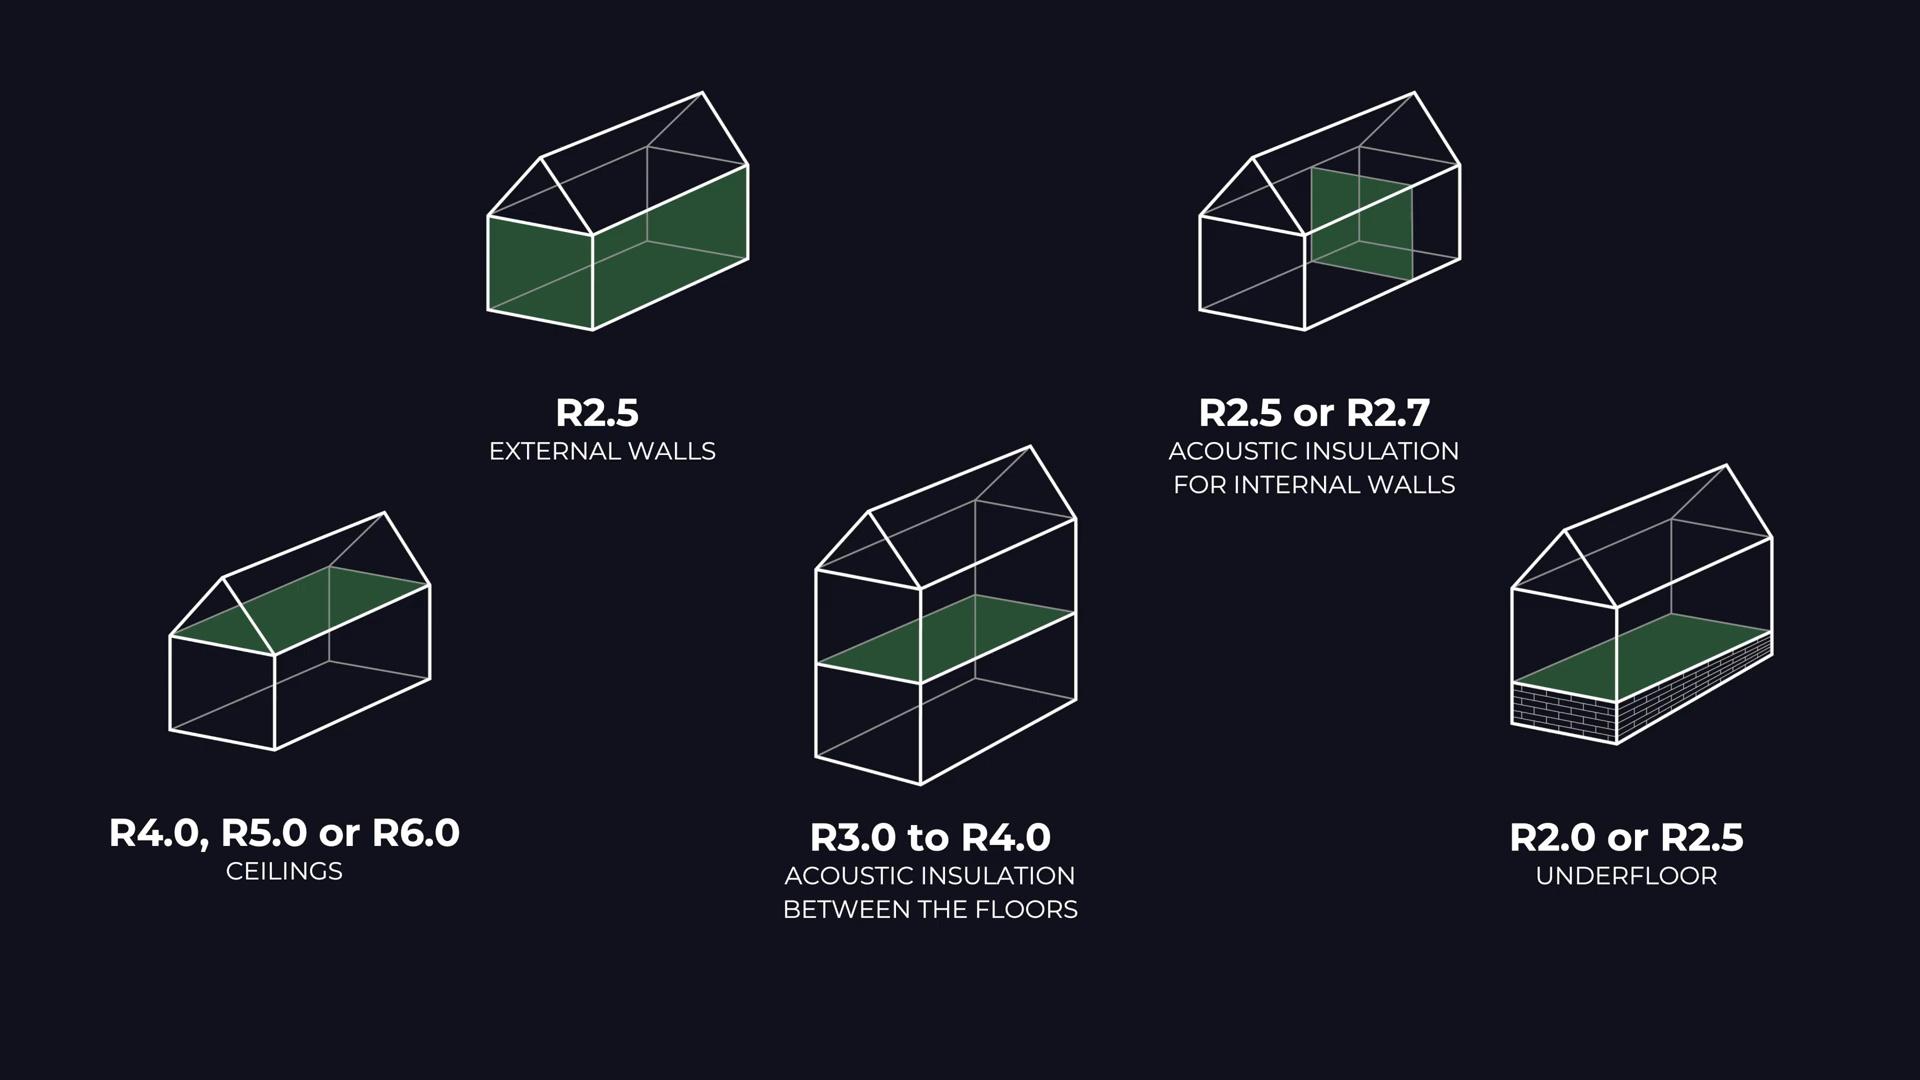 R2.5
EXTERNAL WALLS
R2.5 or R2.7
ACOUSTIC INSULATION
FOR INTERNAL WALLS
R4.0, R5.0 or R6.0
CEILINGS
R3.0 to R4.0
ACOUSTIC INSULATION
BETWEEN THE FLOORS
R2.0 or R2.5
UNDERFLOOR